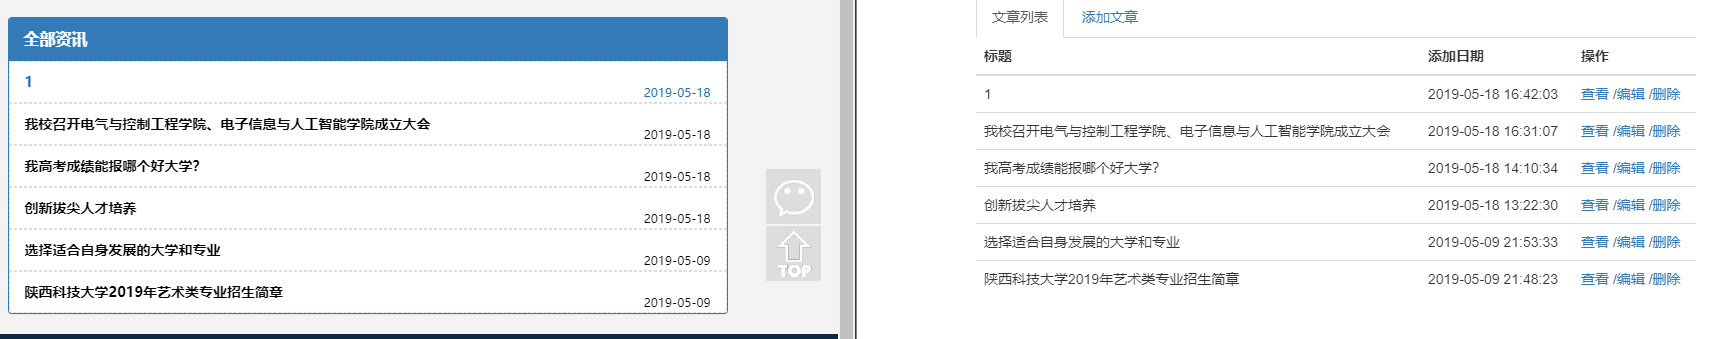 全部资讯
1
2019-05-18
我校召开电气与控制工程学院、电子信息与人工智能学院成立大会
2019-05-18
我高考成绩能报哪个好大学?
2019-05-18
创新拔尖人才培养
2019-05-18
选择适合自身发展的大学和专业
2019-05-09
陕西科技大学2019年艺术类专业招生简章
2019-05-09
TOP
文章列表 添加文章
标题 添加日期 操作
1 2019-05-18 16:42:03 查看 /编辑 /删除
我校召开电气与控制工程学院、电子信息与人工智能学院成立大会 2019-05-18 16:31:07 查看 /编辑 /删除
我高考成绩能报哪个好大学? 2019-05-18 14:10:34 查看 /编辑 /删除
创新拔尖人才培养 2019-05-18 13:22:30 查看 /编辑 /删除
选择适合自身发展的大学和专业 2019-05-09 21:53:33 查看 /编辑 /删除
陕西科技大学2019年艺术类专业招生简章 2019-05-09 21:48:23 查看 /编辑 /删除